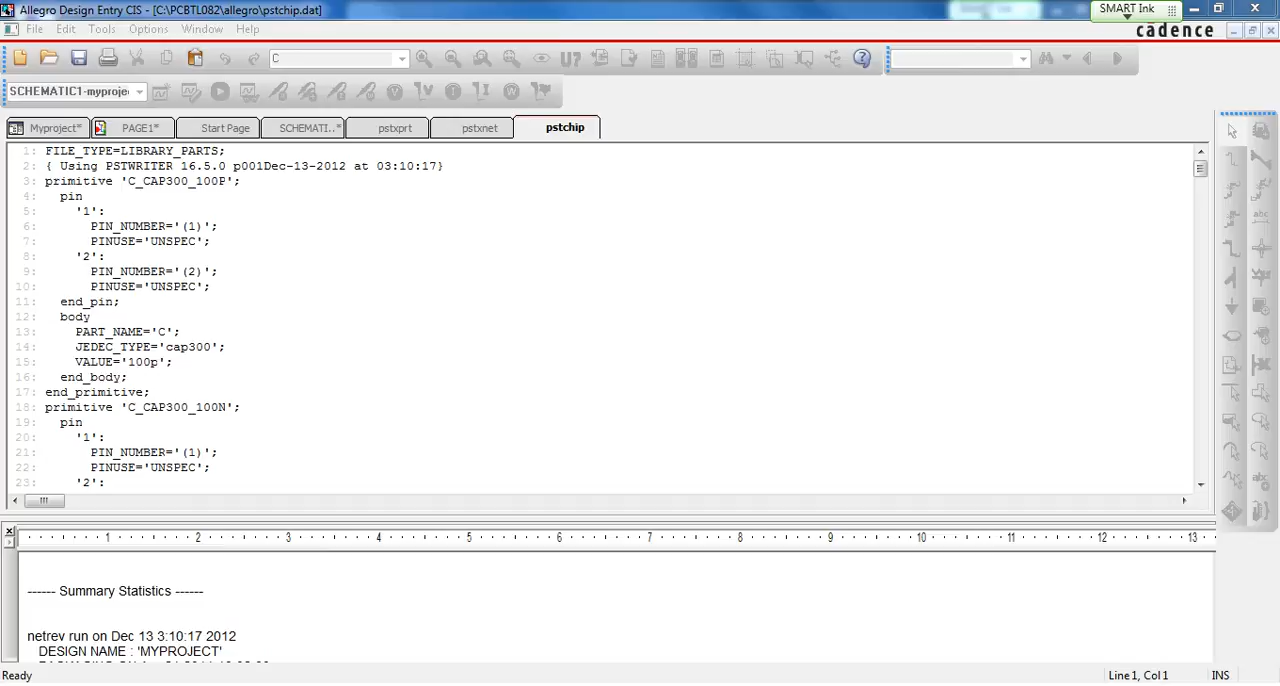 Allegro Design Entry CIS - [C:\PCBTL082\allegro\pstchip.dat]
SMART Ink
File Edit Tools Options Window Help
cādence
C
U?
SCHEMATIC1-myproje
V I W
Myproject* PAGE1* Start Page SCHEMATI..* pstxprt pstxnet pstchip
1: FILE_TYPE=LIBRARY_PARTS;
2: { Using PSTWRITER 16.5.0 p001Dec-13-2012 at 03:10:17}
3: primitive 'C_CAP300_100P';
4: pin
5: '1':
6: PIN_NUMBER='(1)';
7: PINUSE='UNSPEC';
8: '2':
9: PIN_NUMBER='(2)';
10: PINUSE='UNSPEC';
11: end_pin;
12: body
13: PART_NAME='C';
14: JEDEC_TYPE='cap300';
15: VALUE='100p';
16: end_body;
17: end_primitive;
18: primitive 'C_CAP300_100N';
19: pin
20: '1':
21: PIN_NUMBER='(1)';
22: PINUSE='UNSPEC';
23: '2':
1 2 3 4 5 6 7 8 9 10 11 12 13
------ Summary Statistics ------
netrev run on Dec 13 3:10:17 2012
DESIGN NAME : 'MYPROJECT'
Ready
Line 1, Col 1 INS